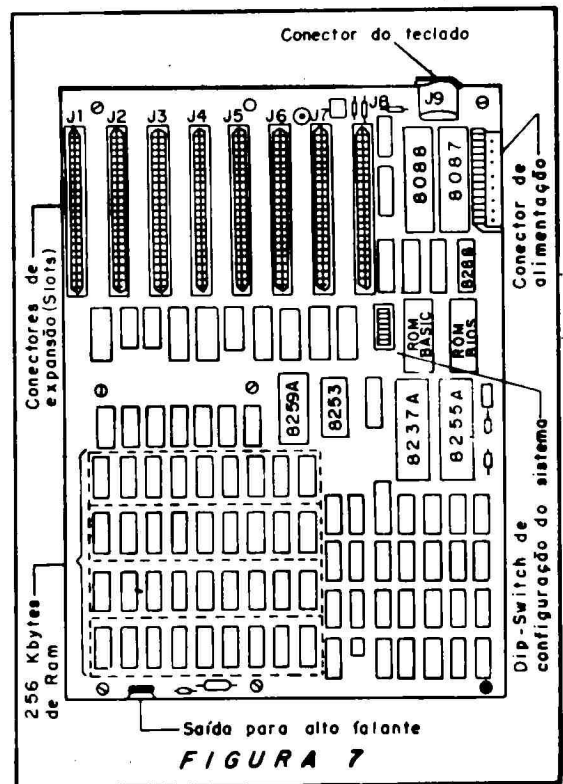 Conector do teclado
J1
J2
J3
J4
J5
J6
J7
J8
J9
8088
8087
8288
Conectores de
expansão (Slots)
Conector de
alimentação
ROM
BASIC
ROM
BIOS
8259A
8253
8237A
8255A
Dip-Switch de
configuração do sistema
256 Kbytes
de Ram
Saída para alto falante
FIGURA 7